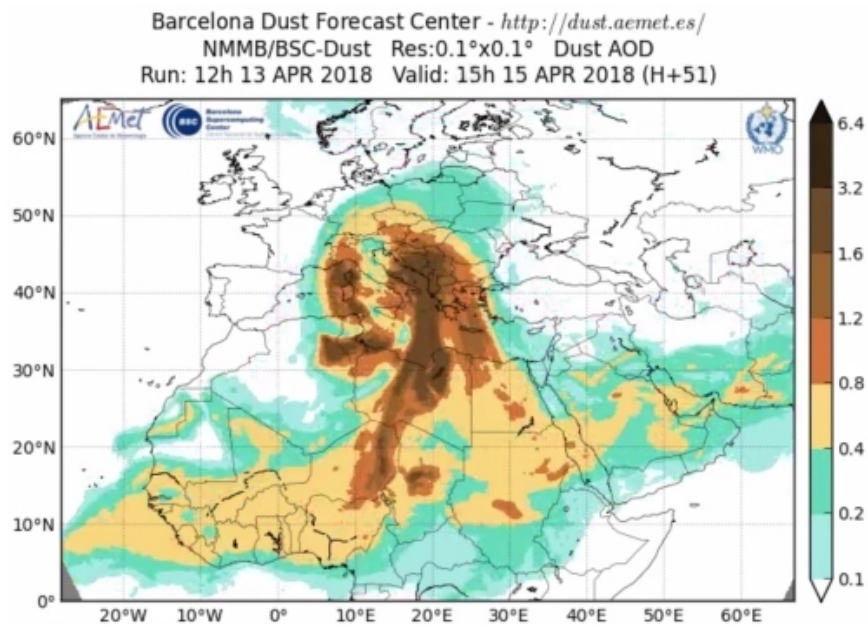 Barcelona Dust Forecast Center - http://dust.aemet.es/
NMMB/BSC-Dust Res:0.1°x0.1° Dust AOD
Run: 12h 13 APR 2018 Valid: 15h 15 APR 2018 (H+51)
AEMet
BSC
Barcelona
Supercomputing
Center
WMO
60°N
50°N
40°N
30°N
20°N
10°N
0°
20°W 10°W 0° 10°E 20°E 30°E 40°E 50°E 60°E
6.4
3.2
1.6
1.2
0.8
0.4
0.2
0.1